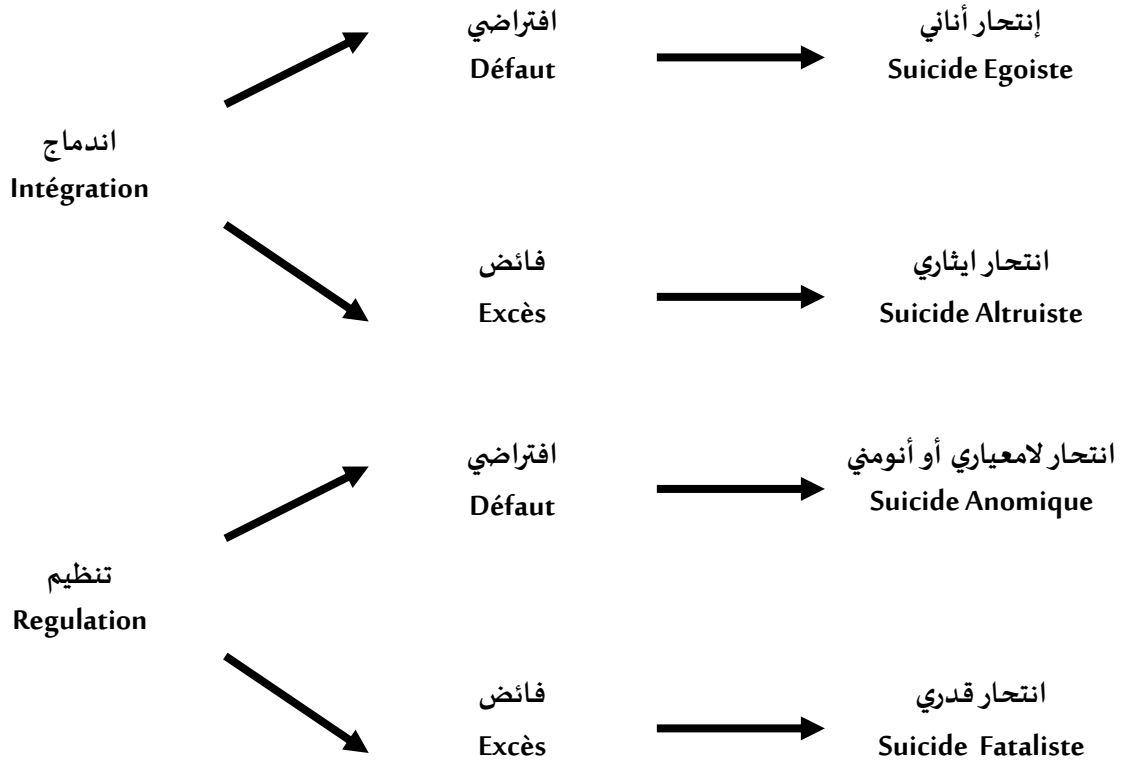 افتراضي
Défaut
إنتحار أناني
Suicide Egoiste
اندماج
Intégration
فائض
Excès
انتحار ايثاري
Suicide Altruiste
افتراضي
Défaut
انتحار لامعياري أو أنومني
Suicide Anomique
تنظيم
Regulation
فائض
Excès
انتحار قدري
Suicide Fataliste